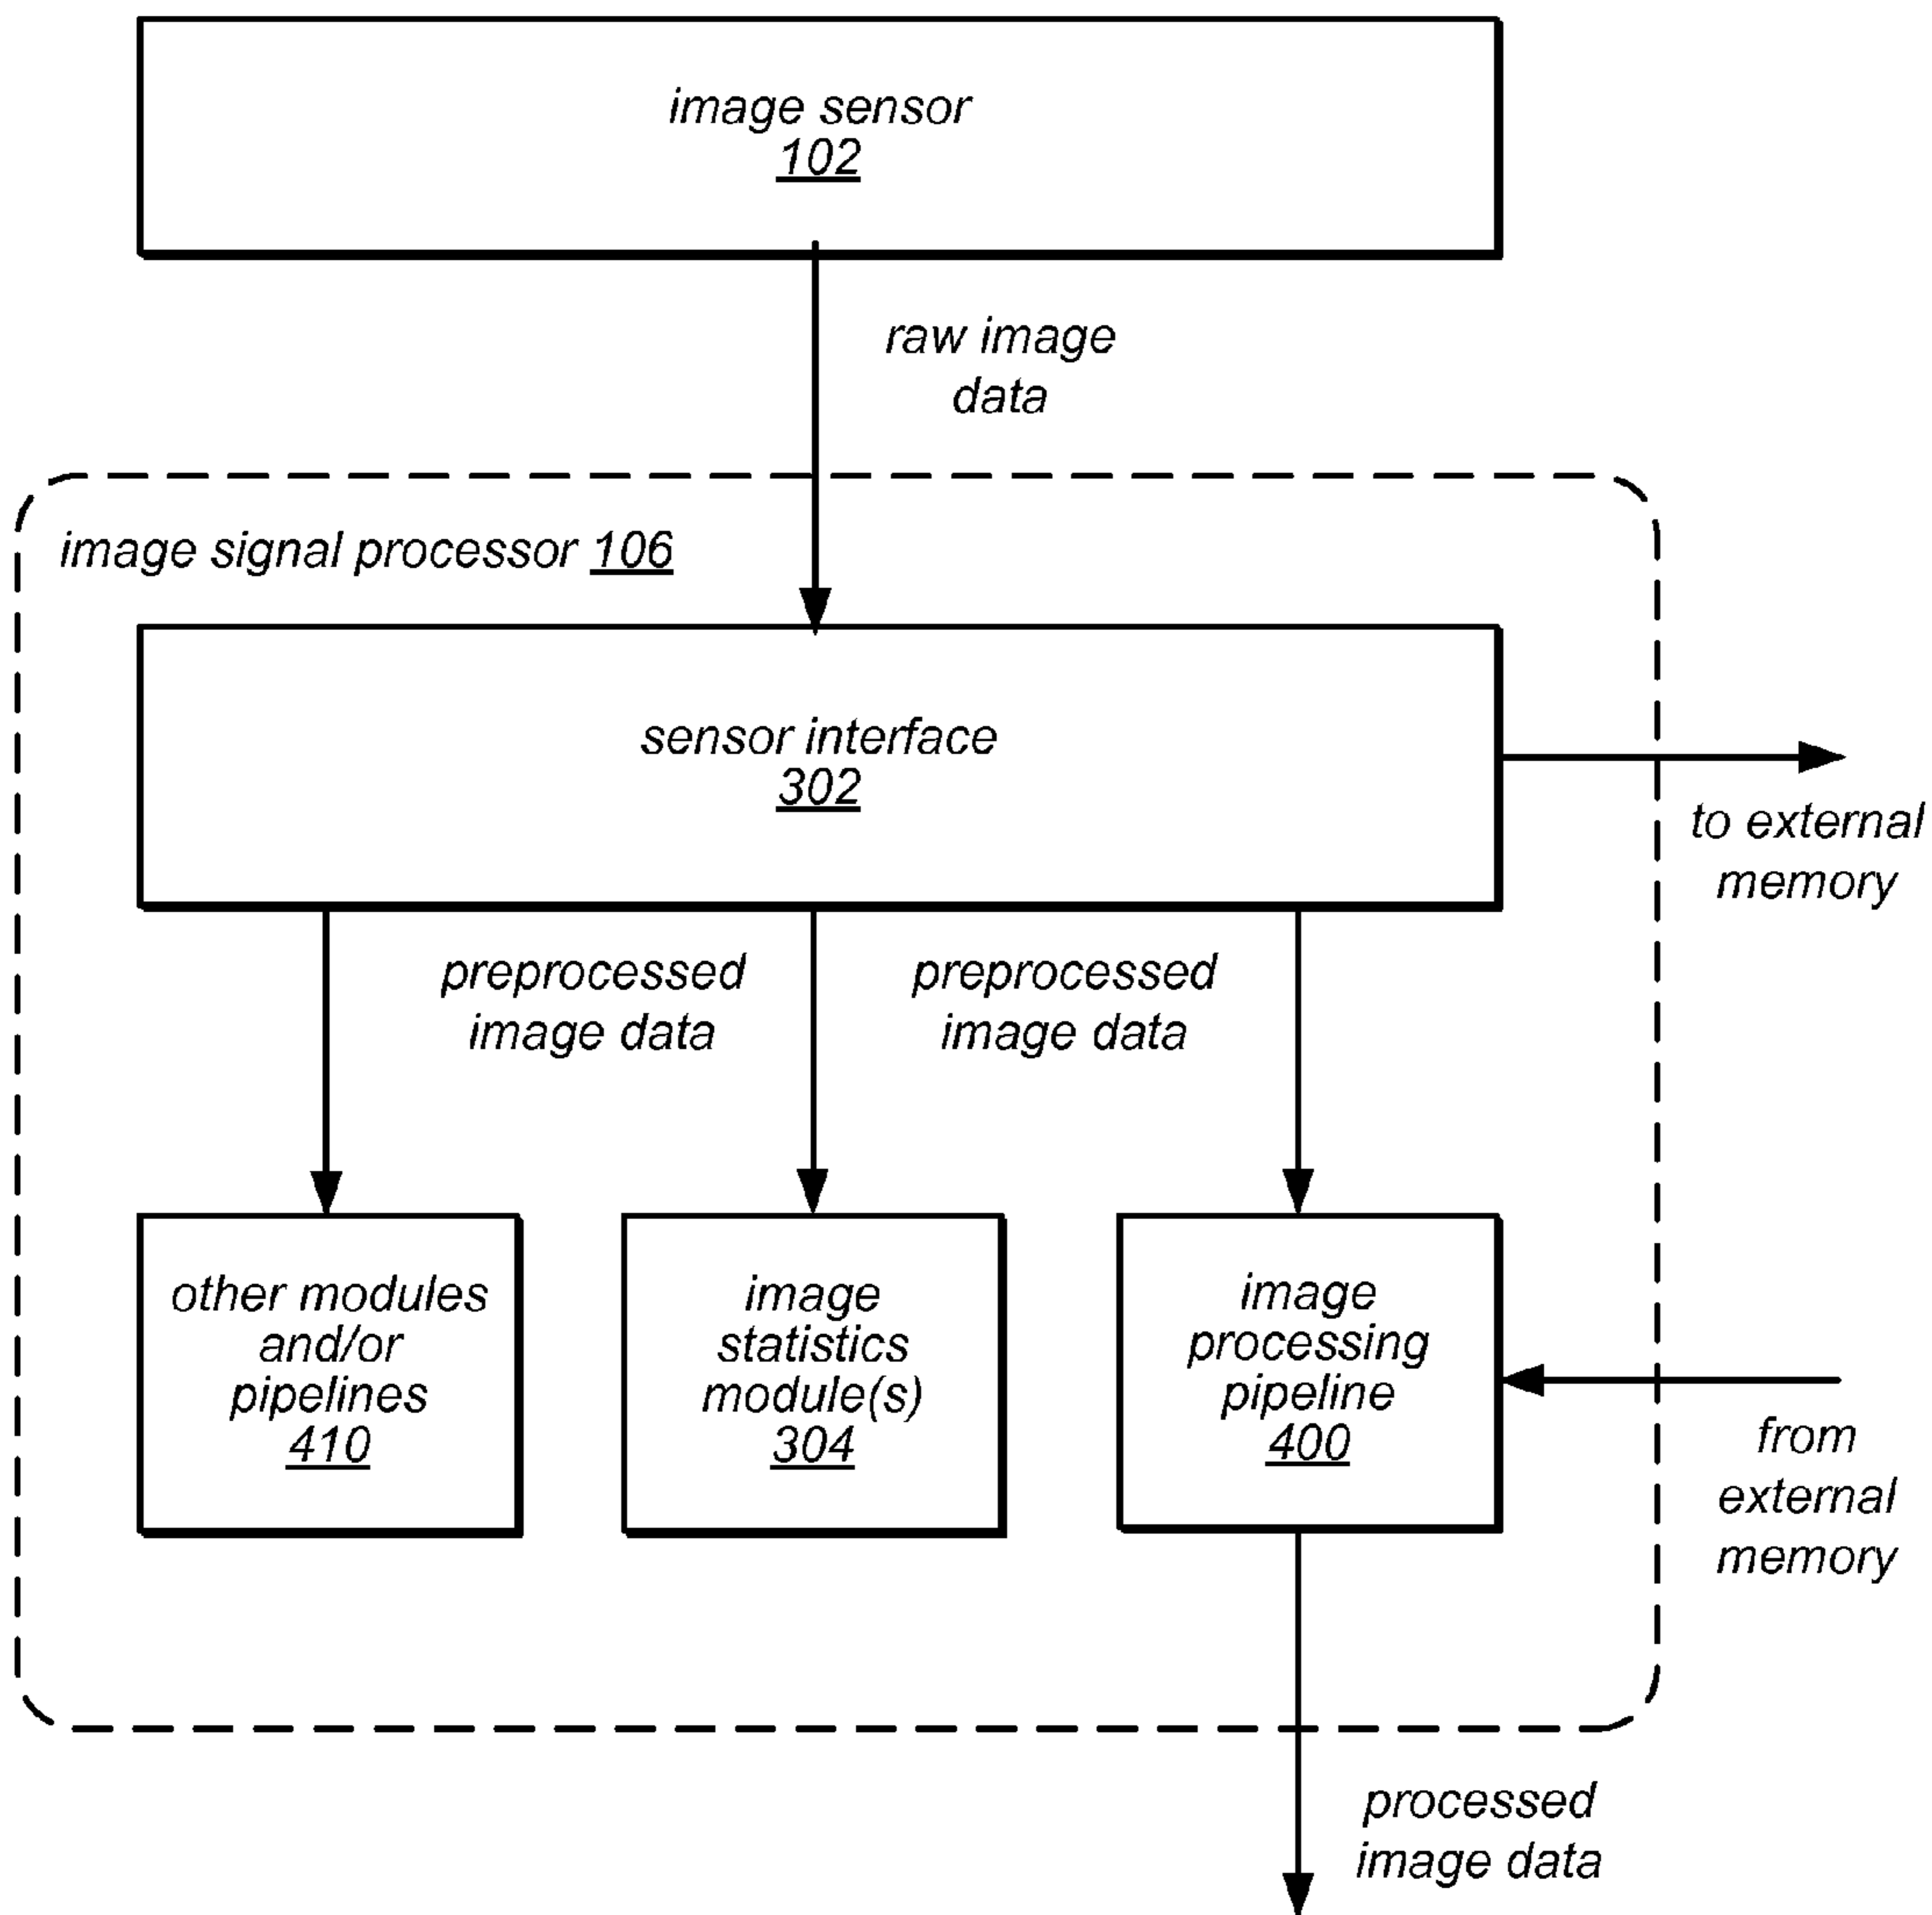 image sensor
102
raw image
data
image signal processor 106
sensor interface
302
to external
memory
preprocessed
image data
preprocessed
image data
other modules
and/or
pipelines
410
image
statistics
module(s)
304
image
processing
pipeline
400
from
external
memory
processed
image data